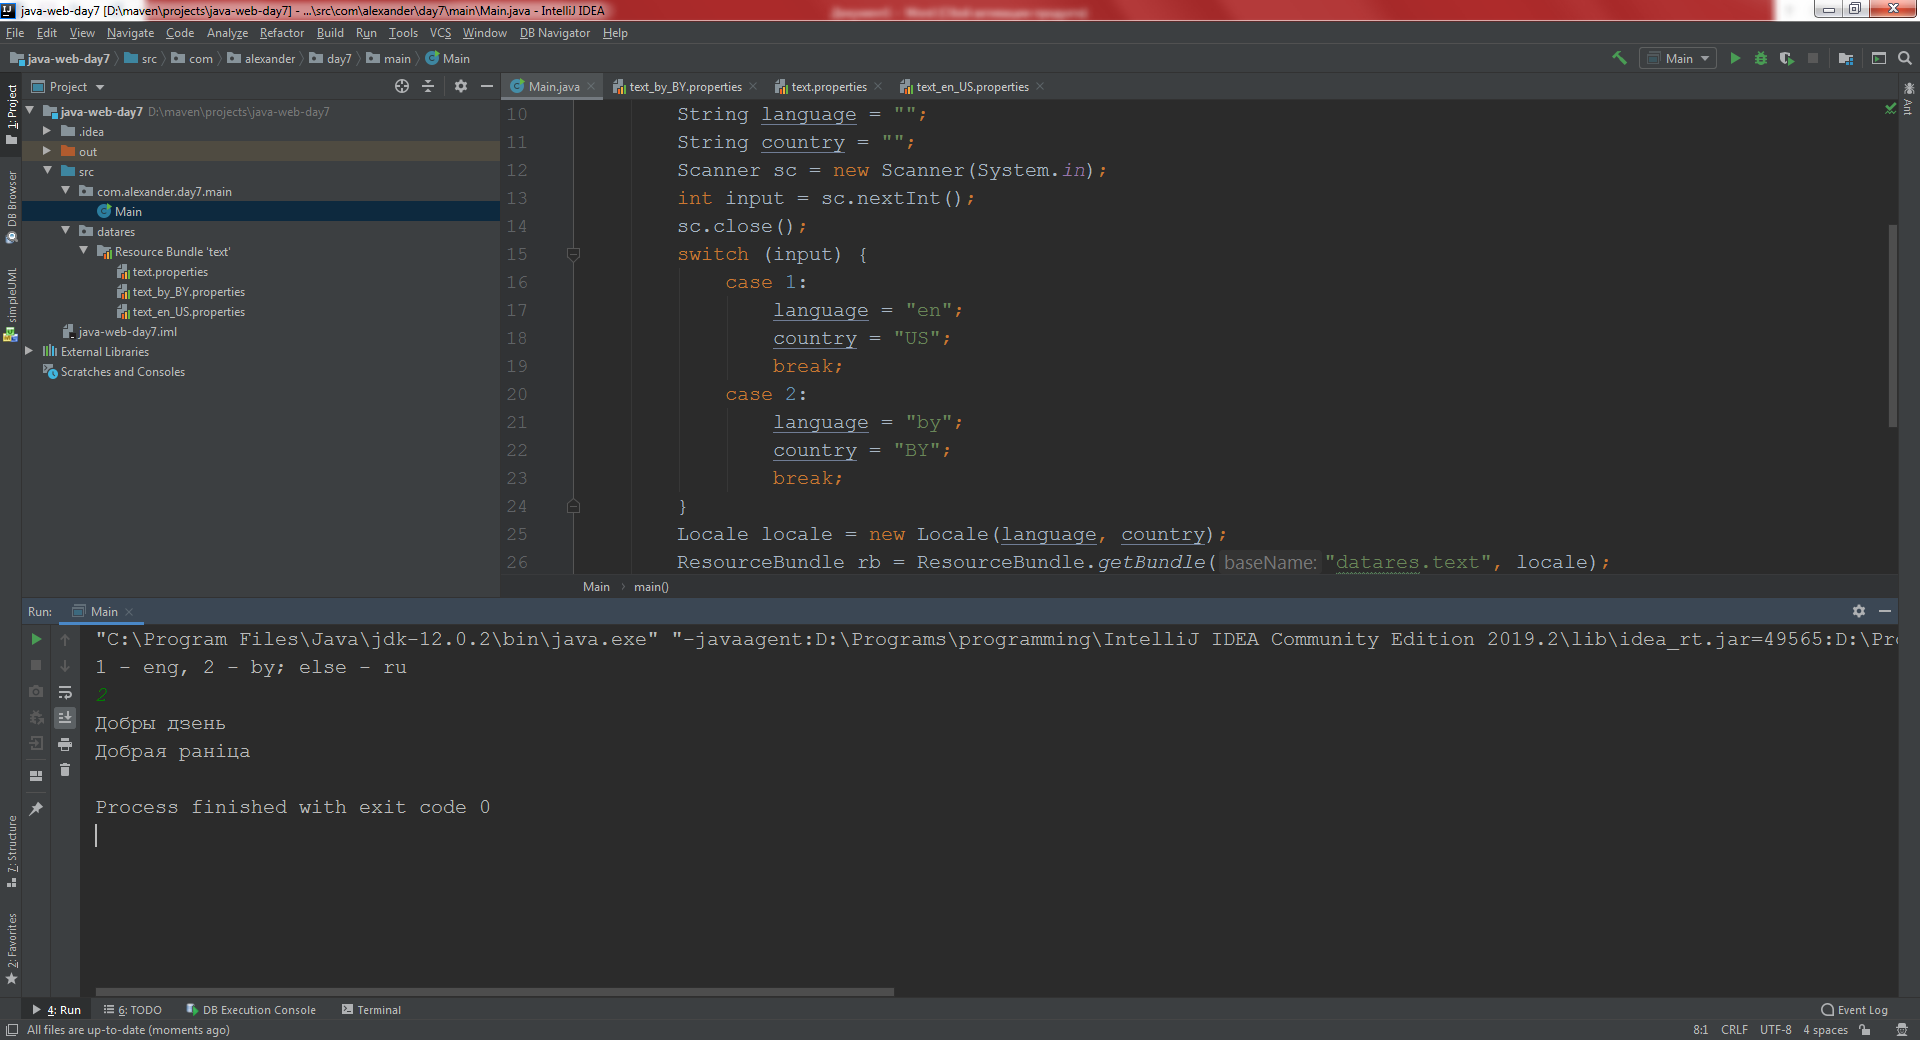 java-web-day7 [D:\maven\projects\java-web-day7] - ...\src\com\alexander\day7\main\Main.java - IntelliJ IDEA
File Edit View Navigate Code Analyze Refactor Build Run Tools VCS Window DB Navigator Help
java-web-day7 src com alexander day7 main Main
Main
Project
Main.java text_by_BY.properties text.properties text_en_US.properties
1: Project
DB Browser
simpleUML
7: Structure
2: Favorites
java-web-day7 D:\maven\projects\java-web-day7
.idea
out
src
com.alexander.day7.main
Main
datares
Resource Bundle 'text'
text.properties
text_by_BY.properties
text_en_US.properties
java-web-day7.iml
External Libraries
Scratches and Consoles
10 String language = "";
11 String country = "";
12 Scanner sc = new Scanner(System.in);
13 int input = sc.nextInt();
14 sc.close();
15 switch (input) {
16 case 1:
17 language = "en";
18 country = "US";
19 break;
20 case 2:
21 language = "by";
22 country = "BY";
23 break;
24 }
25 Locale locale = new Locale(language, country);
26 ResourceBundle rb = ResourceBundle.getBundle( baseName: "datares.text", locale);
Main main()
Ant
Run: Main
"C:\Program Files\Java\jdk-12.0.2\bin\java.exe" "-javaagent:D:\Programs\programming\IntelliJ IDEA Community Edition 2019.2\lib\idea_rt.jar=49565:D:\Pr
1 - eng, 2 - by; else - ru
2
Добры дзень
Добрая раніца
Process finished with exit code 0
4: Run 6: TODO DB Execution Console Terminal Event Log
All files are up-to-date (moments ago) 8:1 CRLF UTF-8 4 spaces